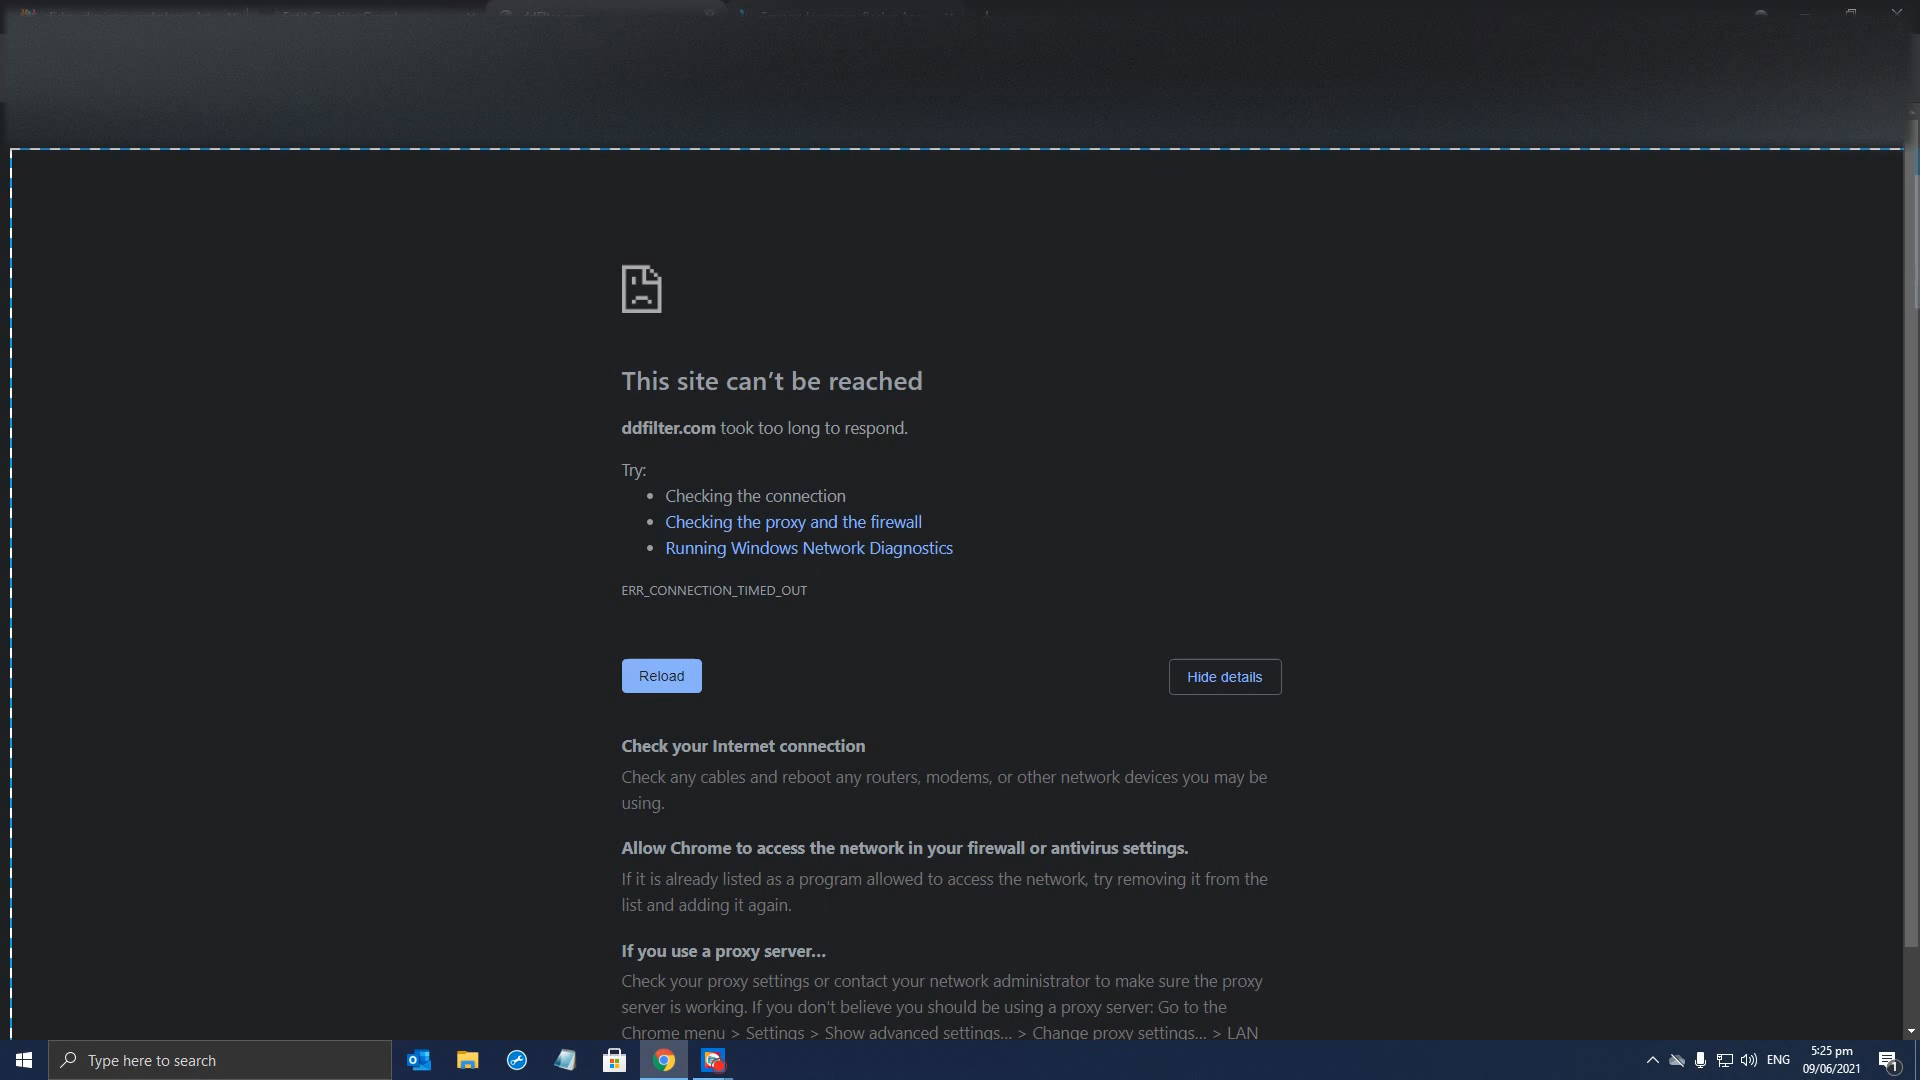 This site can’t be reached
ddfilter.com took too long to respond.
Try:
• Checking the connection
• Checking the proxy and the firewall
• Running Windows Network Diagnostics
ERR_CONNECTION_TIMED_OUT
Reload
Hide details
Check your Internet connection
Check any cables and reboot any routers, modems, or other network devices you may be
using.
Allow Chrome to access the network in your firewall or antivirus settings.
If it is already listed as a program allowed to access the network, try removing it from the
list and adding it again.
If you use a proxy server...
Check your proxy settings or contact your network administrator to make sure the proxy
server is working. If you don't believe you should be using a proxy server: Go to the
Chrome menu > Settings > Show advanced settings... > Change proxy settings... > LAN
Type here to search
ENG
5:25 pm
09/06/2021
1